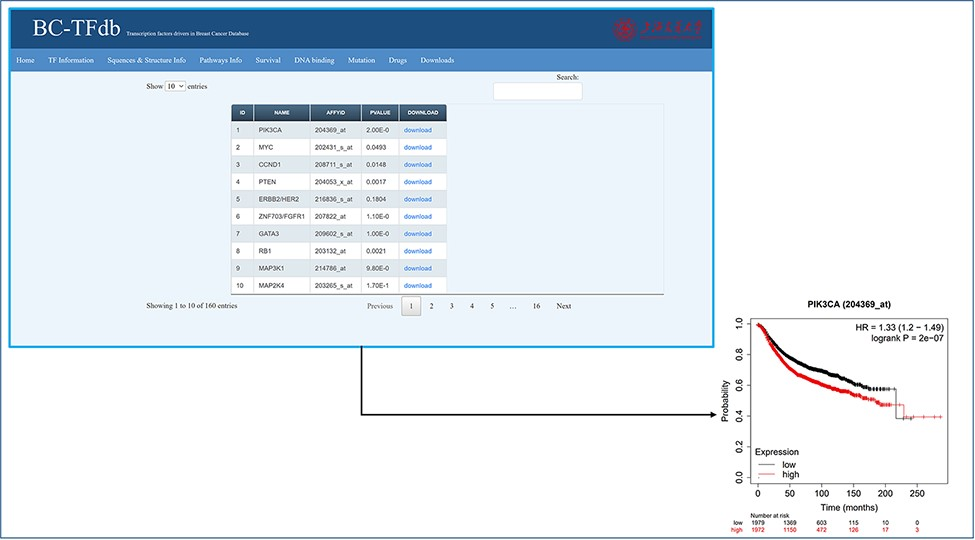 BC-TFdb Transcription factors drivers in Breast Cancer Database
Home TF Information Squences & Structure Info Pathways Info Survival DNA binding Mutation Drugs Downloads
Show 10 entries
Search:
ID NAME AFFYID PVALUE DOWNLOAD
1 PIK3CA 204369_at 2.00E-0 download
2 MYC 202431_s_at 0.0493 download
3 CCND1 208711_s_at 0.0148 download
4 PTEN 204053_x_at 0.0017 download
5 ERBB2/HER2 216836_s_at 0.1804 download
6 ZNF703/FGFR1 207822_at 1.10E-0 download
7 GATA3 209602_s_at 1.00E-0 download
8 RB1 203132_at 0.0021 download
9 MAP3K1 214786_at 9.80E-0 download
10 MAP2K4 203265_s_at 1.70E-1 download
Showing 1 to 10 of 160 entries
Previous 1 2 3 4 5 … 16 Next
PIK3CA (204369_at)
HR = 1.33 (1.2 − 1.49)
logrank P = 2e−07
Probability
1.0
0.8
0.6
0.4
0.2
0.0
Expression
low
high
0 50 100 150 200 250
Time (months)
Number at risk
low 1979 1369 603 115 10 0
high 1972 1150 472 126 17 3